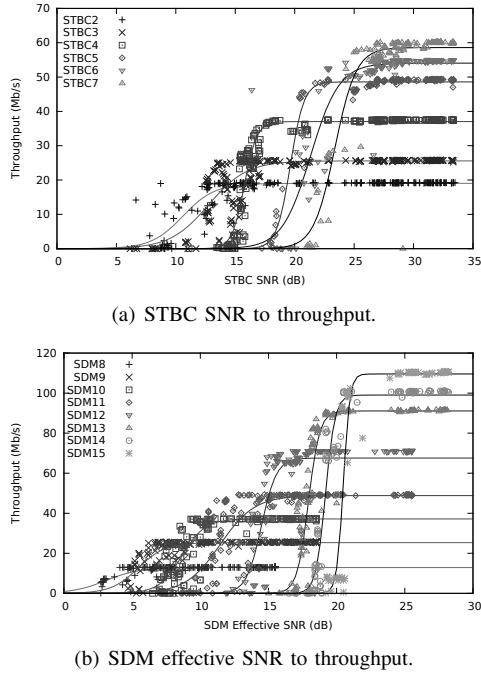 70
60
50
40
30
20
10
0
Throughput (Mb/s)
STBC2
STBC3
STBC4
STBC5
STBC6
STBC7
0 5 10 15 20 25 30 35
STBC SNR (dB)
(a) STBC SNR to throughput.
120
100
80
60
40
20
0
Throughput (Mb/s)
SDM8
SDM9
SDM10
SDM11
SDM12
SDM13
SDM14
SDM15
0 5 10 15 20 25 30
SDM Effective SNR (dB)
(b) SDM effective SNR to throughput.